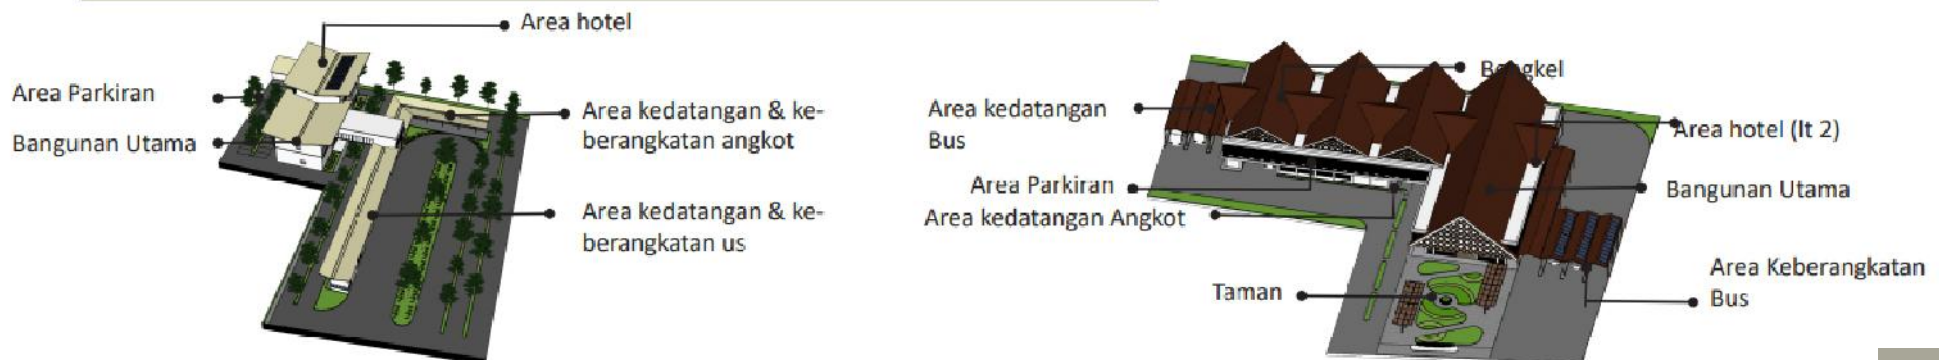 Area hotel
Area Parkiran
Bangunan Utama
Area kedatangan & ke-
berangkatan angkot
Area kedatangan & ke-
berangkatan us
Bengkel
Area kedatangan
Bus
Area hotel (lt 2)
Area Parkiran
Bangunan Utama
Area kedatangan Angkot
Area Keberangkatan
Bus
Taman